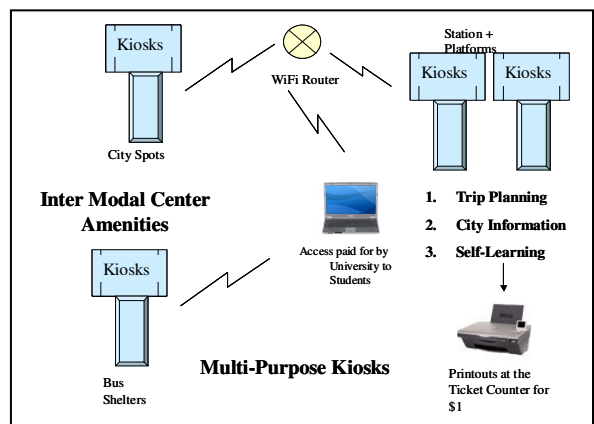 Station +
Platforms
Kiosks
Kiosks
Kiosks
WiFi Router
City Spots
Inter Modal Center
Amenities
1. Trip Planning
2. City Information
3. Self-Learning
Access paid for by
University to
Students
Kiosks
DELL
Multi-Purpose Kiosks
Bus
Shelters
Printouts at the
Ticket Counter for
$1